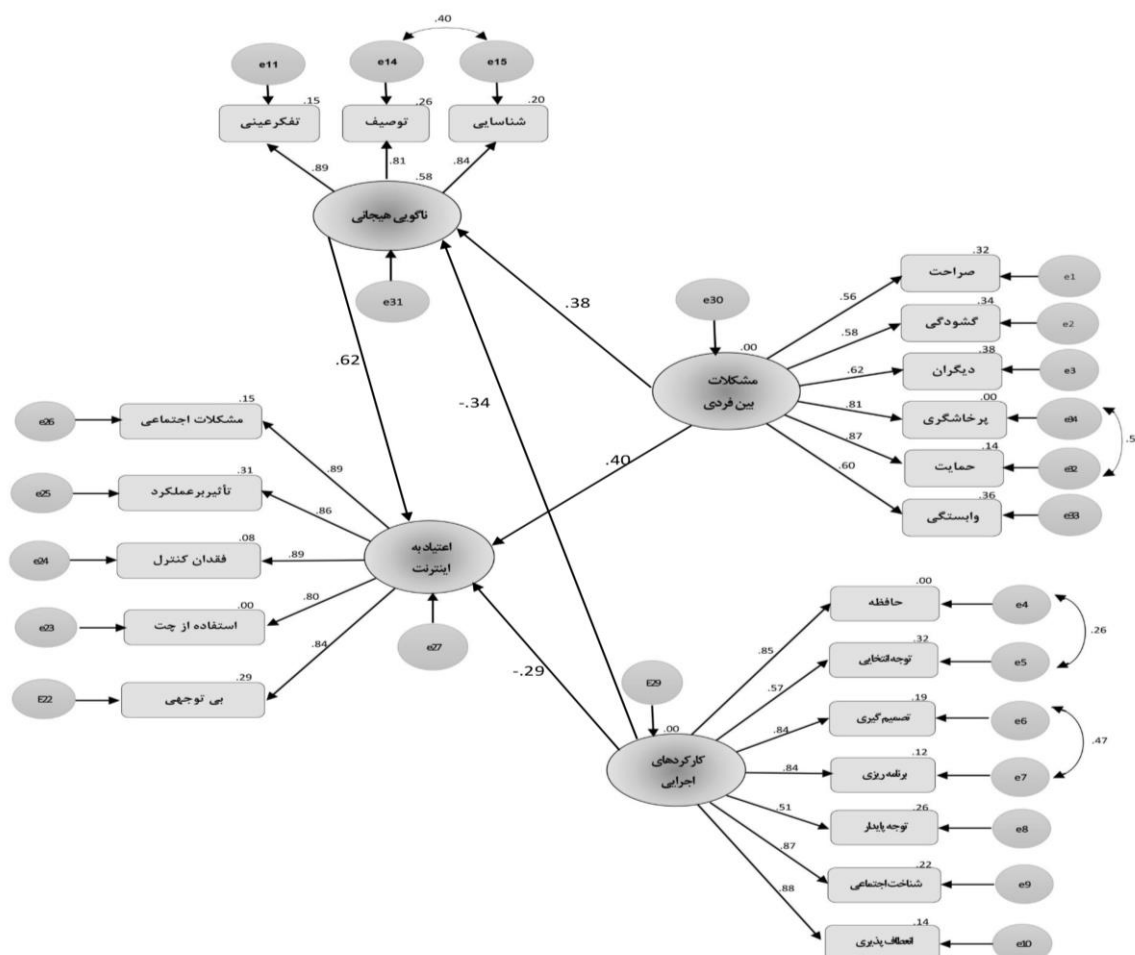 .40
e11
e14
e15
.15
.26
.20
تفکر عینی
توصیف
شناسایی
.89
.81
.84
.58
ناگویی هیجانی
e31
e30
.38
.00
مشکلات
بین فردی
.62
-.34
.40
.32
صراحت
e1
.56
.34
گشودگی
e2
.58
.38
دیگران
e3
.62
.00
پرخاشگری
e34
.81
.5
.14
حمایت
e32
.87
.36
وابستگی
e33
.60
e26
.15
مشکلات اجتماعی
.89
e25
.31
تأثیر بر عملکرد
.86
e24
.08
فقدان کنترل
.89
e23
.00
استفاده از چت
.80
E22
.29
بی توجهی
.84
اعتیاد به
اینترنت
e27
-.29
E29
.00
کارکردهای
اجرایی
.00
حافظه
e4
.85
.26
.32
توجه انتخابی
e5
.57
.19
تصمیم گیری
e6
.84
.47
.12
برنامه ریزی
e7
.84
.26
توجه پایدار
e8
.51
.22
شناخت اجتماعی
e9
.87
.14
انعطاف پذیری
e10
.88